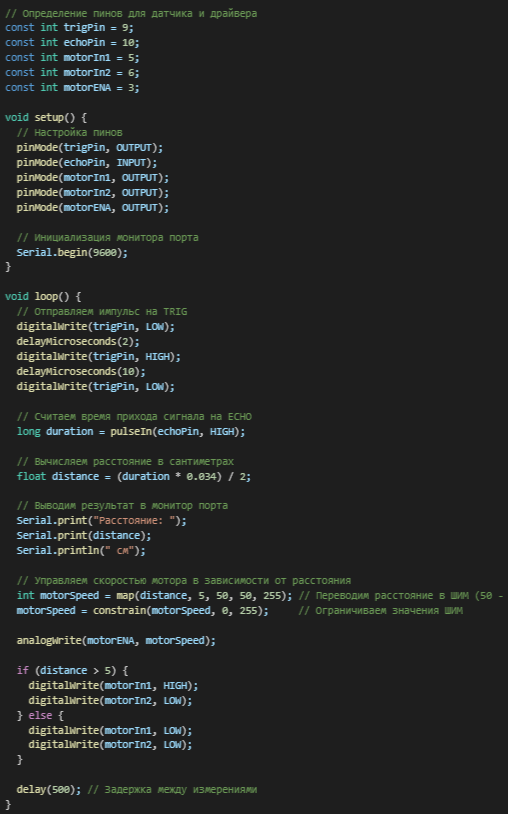 // Определение пинов для датчика и драйвера
const int trigPin = 9;
const int echoPin = 10;
const int motorIn1 = 5;
const int motorIn2 = 6;
const int motorENA = 3;

void setup() {
  // Настройка пинов
  pinMode(trigPin, OUTPUT);
  pinMode(echoPin, INPUT);
  pinMode(motorIn1, OUTPUT);
  pinMode(motorIn2, OUTPUT);
  pinMode(motorENA, OUTPUT);

  // Инициализация монитора порта
  Serial.begin(9600);
}

void loop() {
  // Отправляем импульс на TRIG
  digitalWrite(trigPin, LOW);
  delayMicroseconds(2);
  digitalWrite(trigPin, HIGH);
  delayMicroseconds(10);
  digitalWrite(trigPin, LOW);

  // Считаем время прихода сигнала на ECHO
  long duration = pulseIn(echoPin, HIGH);

  // Вычисляем расстояние в сантиметрах
  float distance = (duration * 0.034) / 2;

  // Выводим результат в монитор порта
  Serial.print("Расстояние: ");
  Serial.print(distance);
  Serial.println(" см");

  // Управляем скоростью мотора в зависимости от расстояния
  int motorSpeed = map(distance, 5, 50, 50, 255); // Переводим расстояние в ШИМ (50 -
  motorSpeed = constrain(motorSpeed, 0, 255);     // Ограничиваем значения ШИМ

  analogWrite(motorENA, motorSpeed);

  if (distance > 5) {
    digitalWrite(motorIn1, HIGH);
    digitalWrite(motorIn2, LOW);
  } else {
    digitalWrite(motorIn1, LOW);
    digitalWrite(motorIn2, LOW);
  }

  delay(500); // Задержка между измерениями
}